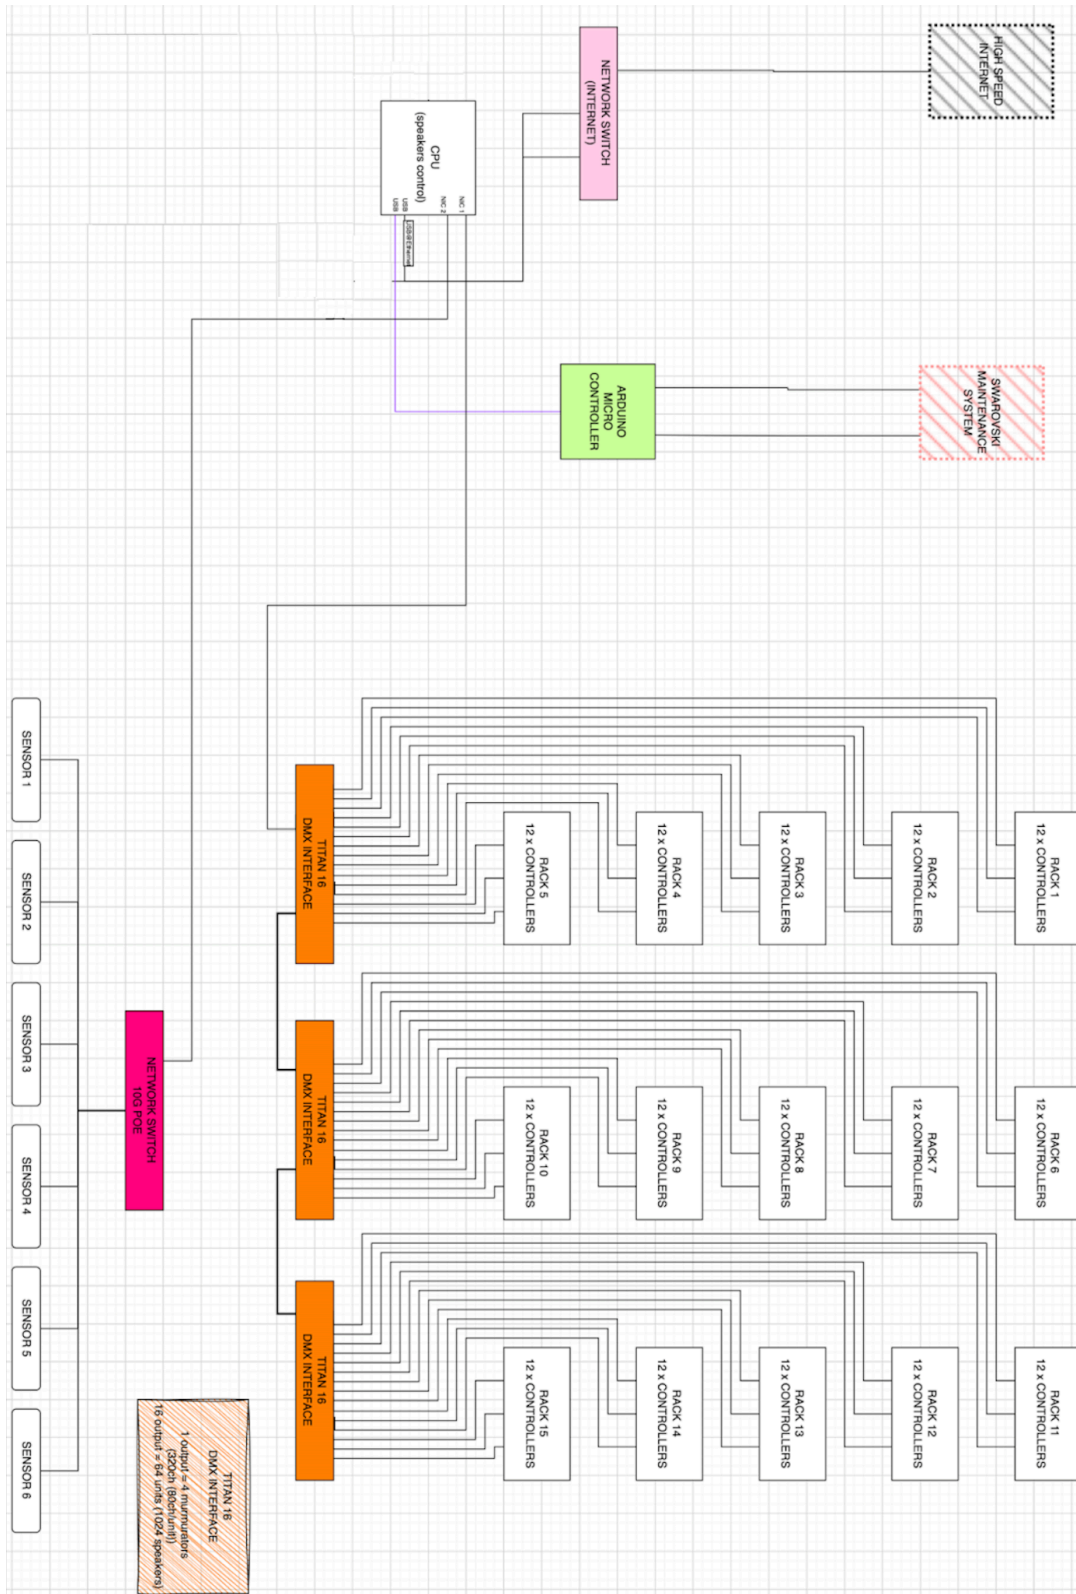 HIGH SPEED
INTERNET
NETWORK SWITCH
(INTERNET)
CPU
(speakers control)
NIC 1
NIC 2
USB
USB
USB@Ethernet
SWAROVSKI
MAINTENANCE
SYSTEM
ARDUINO
MICRO
CONTROLLER
RACK 1
12 x CONTROLLERS
RACK 2
12 x CONTROLLERS
RACK 3
12 x CONTROLLERS
RACK 4
12 x CONTROLLERS
RACK 5
12 x CONTROLLERS
TITAN 16
DMX INTERFACE
RACK 6
12 x CONTROLLERS
RACK 7
12 x CONTROLLERS
RACK 8
12 x CONTROLLERS
RACK 9
12 x CONTROLLERS
RACK 10
12 x CONTROLLERS
TITAN 16
DMX INTERFACE
RACK 11
12 x CONTROLLERS
RACK 12
12 x CONTROLLERS
RACK 13
12 x CONTROLLERS
RACK 14
12 x CONTROLLERS
RACK 15
12 x CONTROLLERS
TITAN 16
DMX INTERFACE
NETWORK SWITCH
10G POE
SENSOR 1
SENSOR 2
SENSOR 3
SENSOR 4
SENSOR 5
SENSOR 6
TITAN 16
DMX INTERFACE
1 output = 4 murmurators
(320ch (80ch/unit))
16 output = 64 units (1024 speakers)